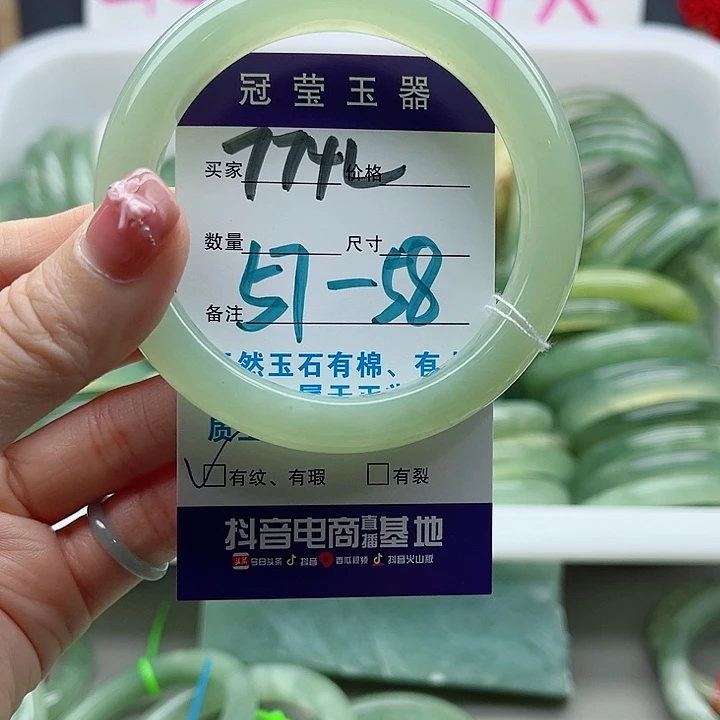 冠莹玉器
买家 774L 价格
数量 尺寸
57-58
备注
然玉石有棉、有
质
有纹、有瑕 有裂
抖音电商直播基地
头条 今日头条 抖音 西瓜视频 抖音火山版